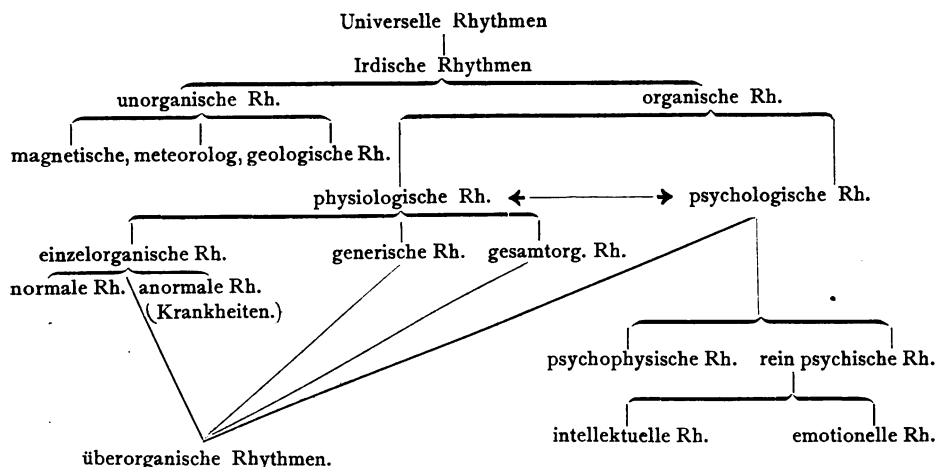 Universelle Rhythmen
Irdische Rhythmen
unorganische Rh.
organische Rh.
magnetische, meteorolog, geologische Rh.
physiologische Rh.
psychologische Rh.
einzelorganische Rh.
generische Rh.
gesamtorg. Rh.
normale Rh. anormale Rh.
(Krankheiten.)
psychophysische Rh.
rein psychische Rh.
intellektuelle Rh.
emotionelle Rh.
überorganische Rhythmen.